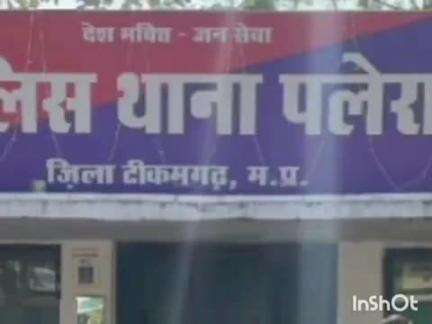 देश भक्ति - जन सेवा
लिस थाना पलेरा
ज़िला टीकमगढ़, म.प्र.
InShOt